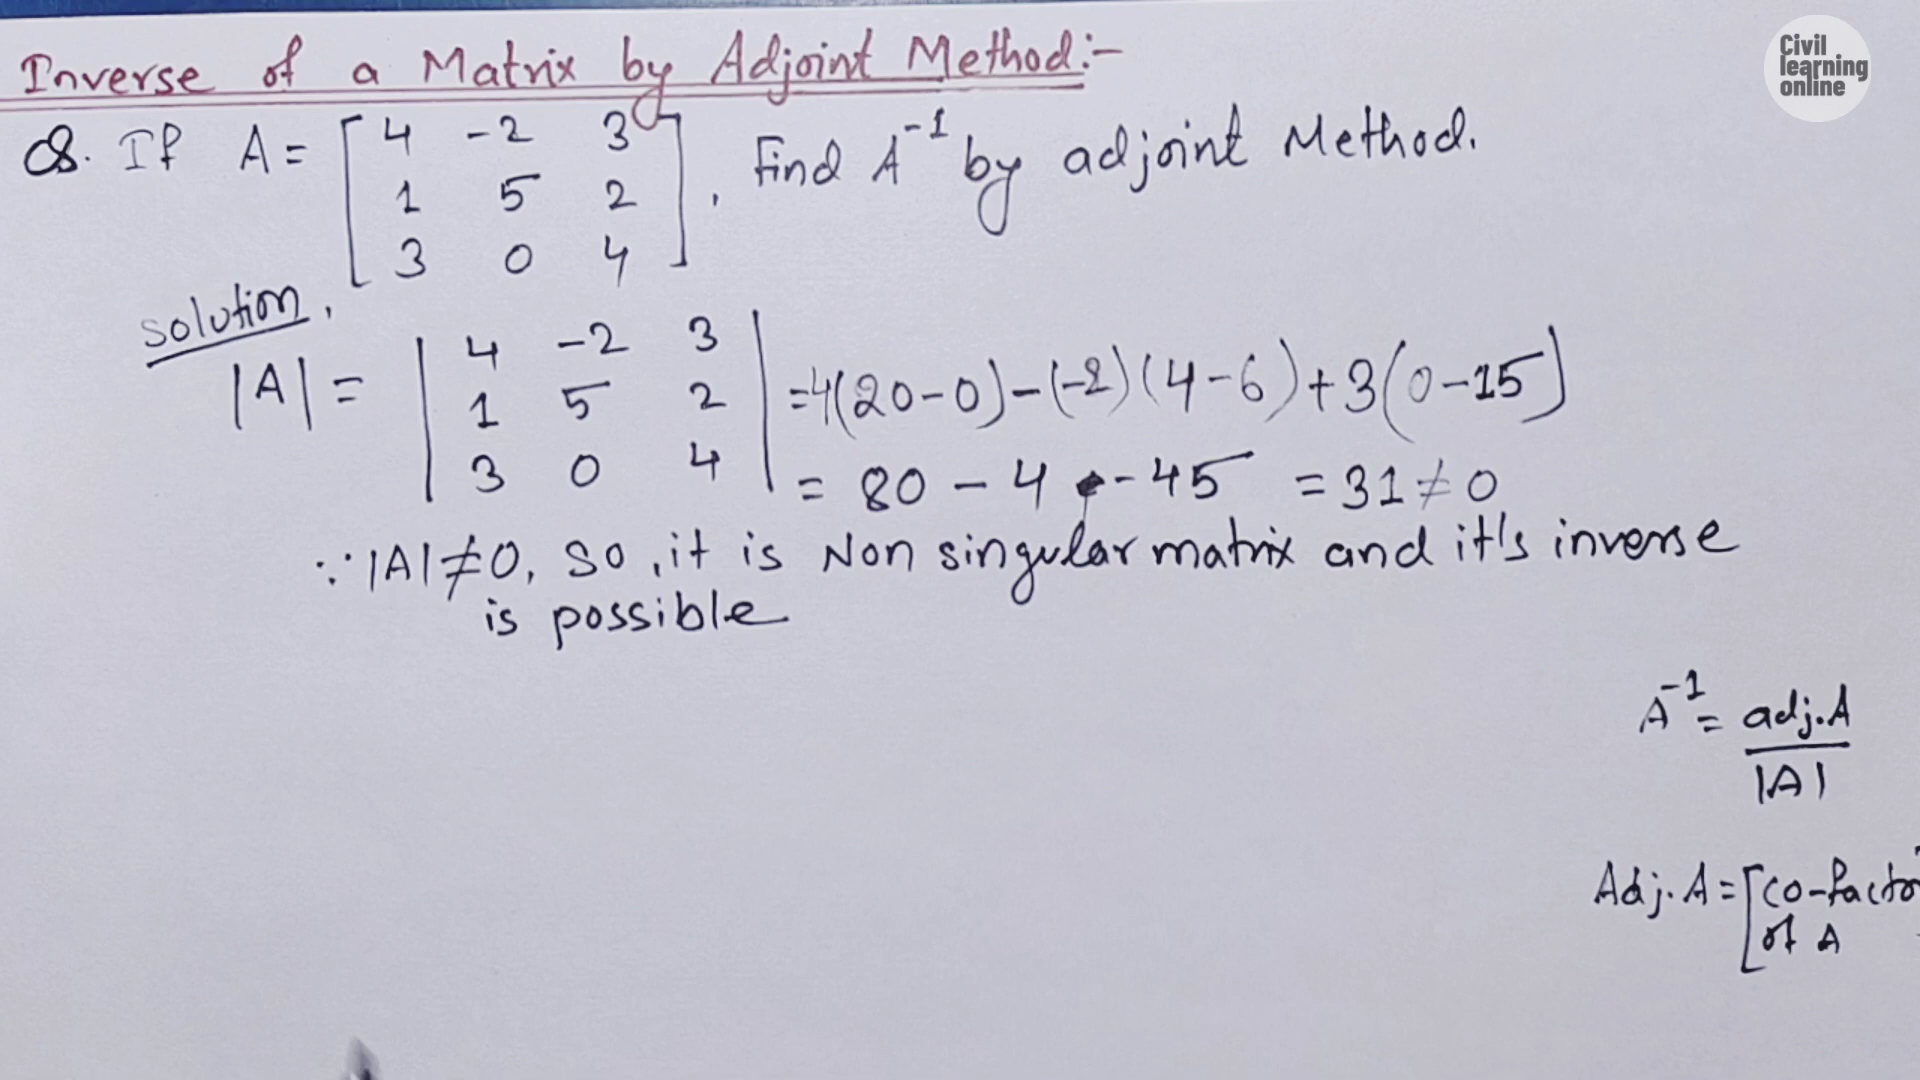 Inverse of a Matrix by Adjoint Method:-
Civil
learning
online
Q. If A = [4 -2 3
1 5 2
3 0 4], Find A⁻¹ by adjoint Method.
Solution,
|A| = |4 -2 3
1 5 2
3 0 4| =4(20-0)-(-2)(4-6)+3(0-15)
= 80 - 4 - 45 = 31≠0
∵ |A|≠0, So, it is Non singular matrix and it's inverse
is possible
A⁻¹ = adj.A
|A|
Adj. A = [co-factor
of A